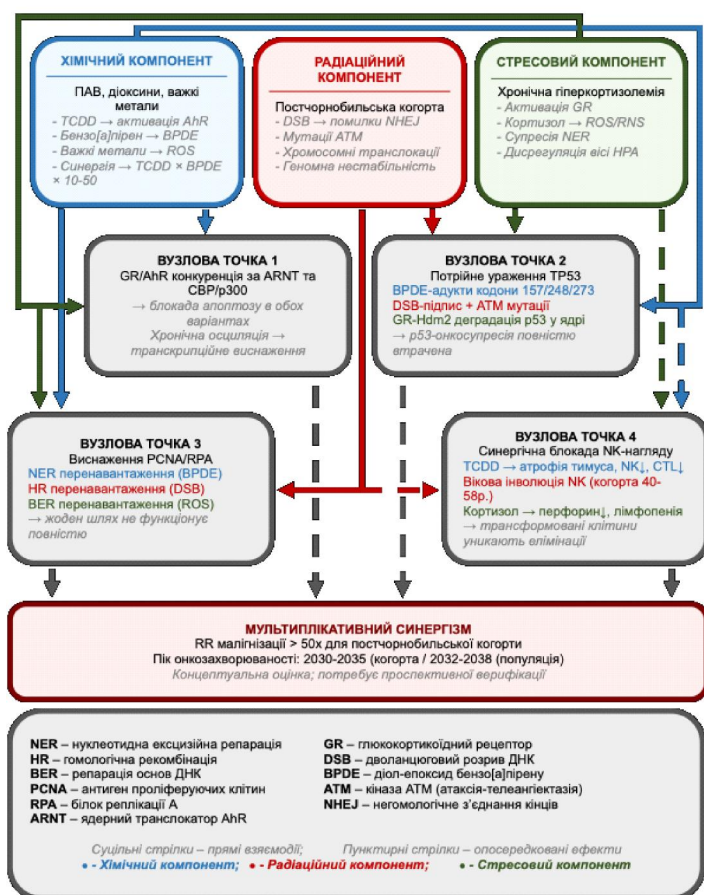 ХІМІЧНИЙ КОМПОНЕНТ
ПАВ, діоксини, важкі
метали
- TCDD → активація AhR
- Бензо[а]пірен → BPDE
- Важкі метали → ROS
- Синергія → TCDD × BPDE
× 10-50
РАДІАЦІЙНИЙ
КОМПОНЕНТ
Постчорнобильська когорта
- DSB → помилки NHEJ
- Мутації ATM
- Хромосомні транслокації
- Геномна нестабільність
СТРЕСОВИЙ КОМПОНЕНТ
Хронічна гіперкортизолемія
- Активація GR
- Кортизол → ROS/RNS
- Супресія NER
- Дисрегуляція вісі HPA
ВУЗЛОВА ТОЧКА 1
GR/AhR конкуренція за ARNT та
CBP/p300
→ блокада апоптозу в обох
варіантах
Хронічна осциляція →
транскрипційне виснаження
ВУЗЛОВА ТОЧКА 2
Потрійне ураження TP53
BPDE-адукти кодони 157/248/273
DSB-підпис + ATM мутації
GR-Hdm2 деградація p53 у ядрі
→ p53-онкосупресія повністю
втрачена
ВУЗЛОВА ТОЧКА 3
Виснаження PCNA/RPA
NER перенавантаження (BPDE)
HR перенавантаження (DSB)
BER перенавантаження (ROS)
→ жоден шлях не функціонує
повністю
ВУЗЛОВА ТОЧКА 4
Синергічна блокада NK-нагляду
TCDD → атрофія тимуса, NK↓, CTL↓
Вікова інволюція NK (когорта 40-
58р.)
Кортизол → перфорин↓, лімфопенія
→ трансформовані клітини
уникають елімінації
МУЛЬТИПЛІКАТИВНИЙ СИНЕРГІЗМ
RR малігнізації > 50x для постчорнобильської когорти
Пік онкозахворюваності: 2030-2035 (когорта / 2032-2038 (популяція)
Концептуальна оцінка; потребує проспективної верифікації
NER – нуклеотидна ексцизійна репарація
HR – гомологічна рекомбінація
BER – репарація основ ДНК
PCNA – антиген проліферуючих клітин
RPA – білок реплікації А
ARNT – ядерний транслокатор AhR
GR – глюкокортикоїдний рецептор
DSB – дволанцюговий розрив ДНК
BPDE – діол-епоксид бензо[а]пірену
ATM – кіназа ATM (атаксія-телеангіектазія)
NHEJ – негомологічне з’єднання кінців
Суцільні стрілки – прямі взаємодії; Пунктирні стрілки – опосередковані ефекти
• - Хімічний компонент; • - Радіаційний компонент; • - Стресовий компонент